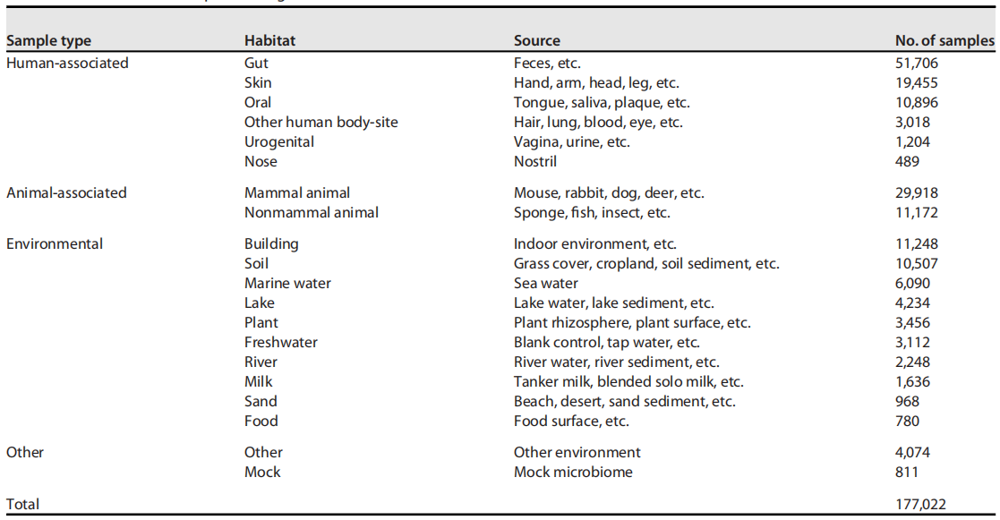 Sample type Habitat Source No. of samples
Human-associated Gut Feces, etc. 51,706
Skin Hand, arm, head, leg, etc. 19,455
Oral Tongue, saliva, plaque, etc. 10,896
Other human body-site Hair, lung, blood, eye, etc. 3,018
Urogenital Vagina, urine, etc. 1,204
Nose Nostril 489
Animal-associated Mammal animal Mouse, rabbit, dog, deer, etc. 29,918
Nonmammal animal Sponge, fish, insect, etc. 11,172
Environmental Building Indoor environment, etc. 11,248
Soil Grass cover, cropland, soil sediment, etc. 10,507
Marine water Sea water 6,090
Lake Lake water, lake sediment, etc. 4,234
Plant Plant rhizosphere, plant surface, etc. 3,456
Freshwater Blank control, tap water, etc. 3,112
River River water, river sediment, etc. 2,248
Milk Tanker milk, blended solo milk, etc. 1,636
Sand Beach, desert, sand sediment, etc. 968
Food Food surface, etc. 780
Other Other Other environment 4,074
Mock Mock microbiome 811
Total 177,022